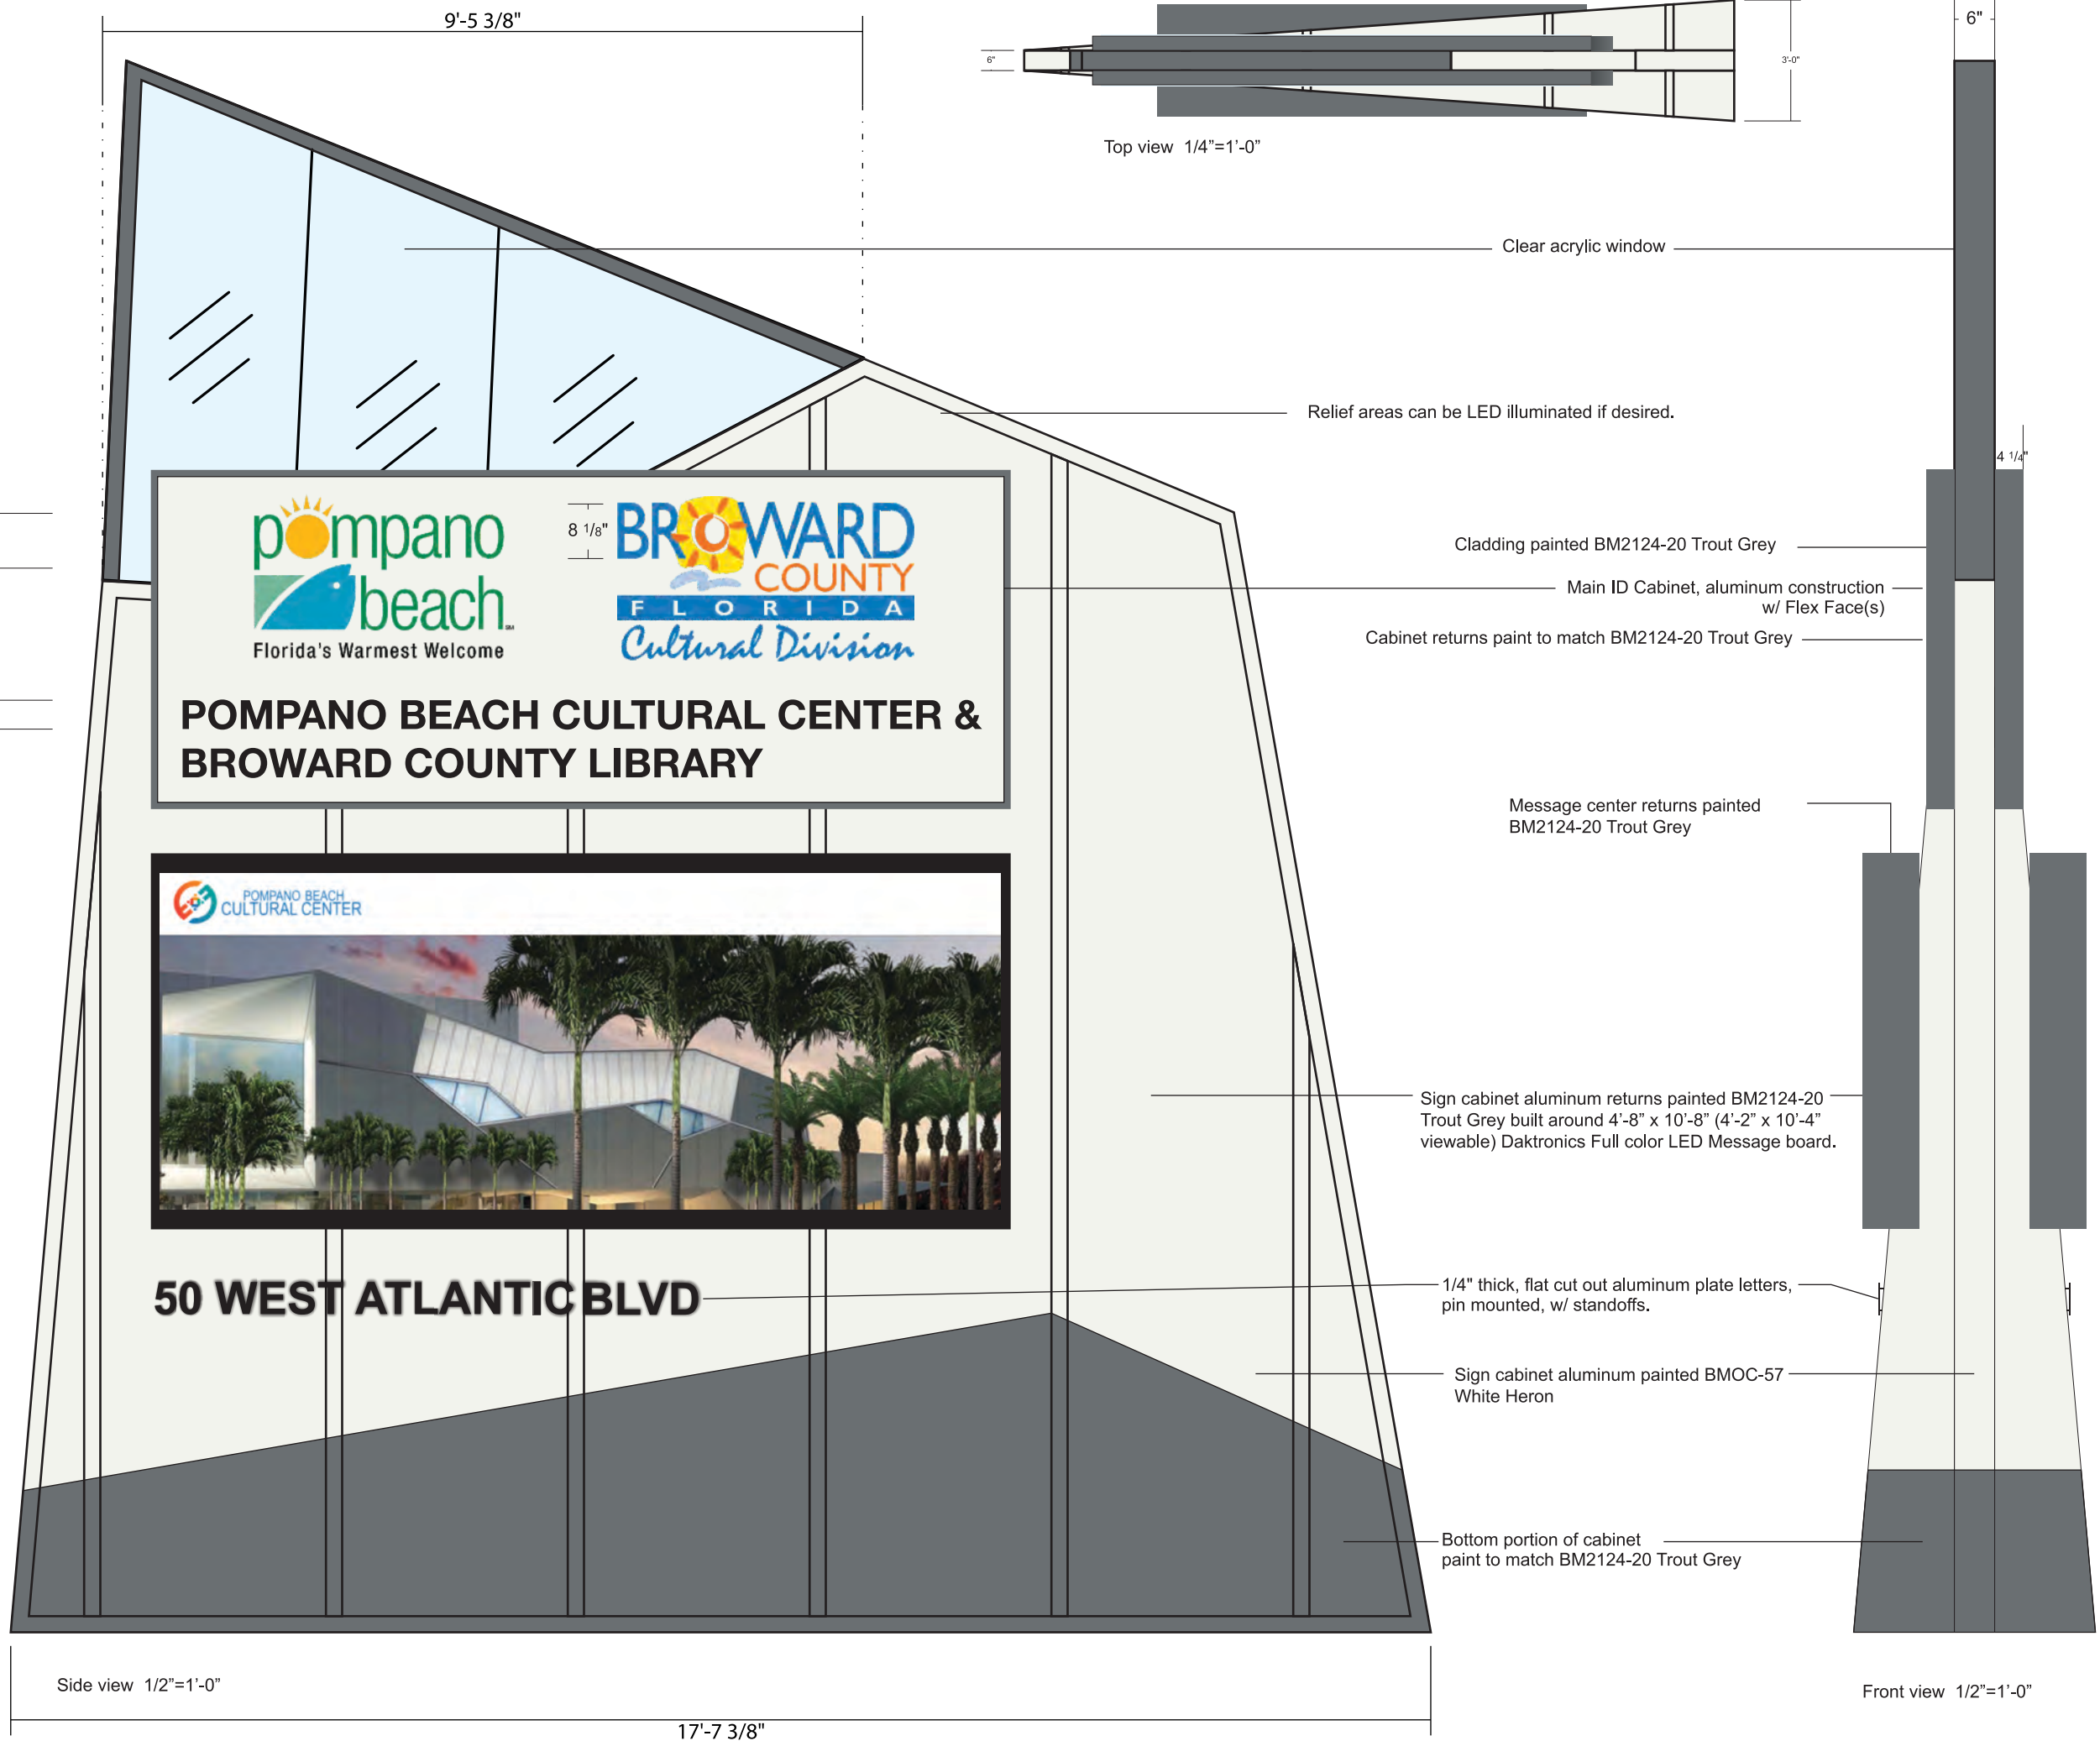 9'-5 3/8"
6"
3'-0"
6"
Top view 1/4”=1’-0”
Clear acrylic window
Relief areas can be LED illuminated if desired.
4 1/4"
pompano
beach SM
Florida's Warmest Welcome
8 1/8"
BROWARD
COUNTY
FLORIDA
Cultural Division
POMPANO BEACH CULTURAL CENTER &
BROWARD COUNTY LIBRARY
Cladding painted BM2124-20 Trout Grey
Main ID Cabinet, aluminum construction
w/ Flex Face(s)
Cabinet returns paint to match BM2124-20 Trout Grey
Message center returns painted
BM2124-20 Trout Grey
POMPANO BEACH
CULTURAL CENTER
Sign cabinet aluminum returns painted BM2124-20
Trout Grey built around 4’-8” x 10’-8” (4’-2” x 10’-4”
viewable) Daktronics Full color LED Message board.
50 WEST ATLANTIC BLVD
1/4" thick, flat cut out aluminum plate letters,
pin mounted, w/ standoffs.
Sign cabinet aluminum painted BMOC-57
White Heron
Bottom portion of cabinet
paint to match BM2124-20 Trout Grey
Side view 1/2”=1’-0”
Front view 1/2”=1’-0”
17'-7 3/8"